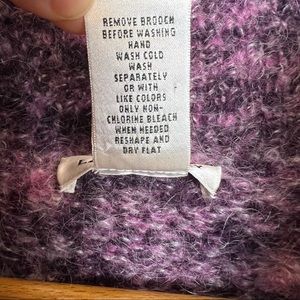 REMOVE BROOCH
BEFORE WASHING
HAND
WASH COLD
WASH
SEPARATELY
OR WITH
LIKE COLORS
ONLY NON-
CHLORINE BLEACH
WHEN NEEDED
RESHAPE AND
DRY FLAT